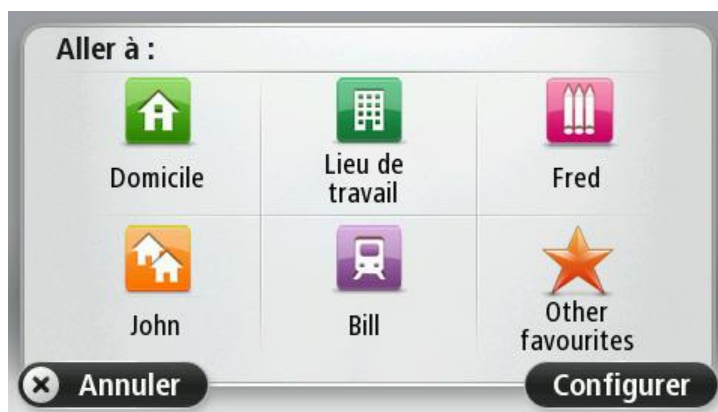 Aller à :
Domicile
Lieu de
travail
Fred
John
Bill
Other
favourites
Annuler
Configurer